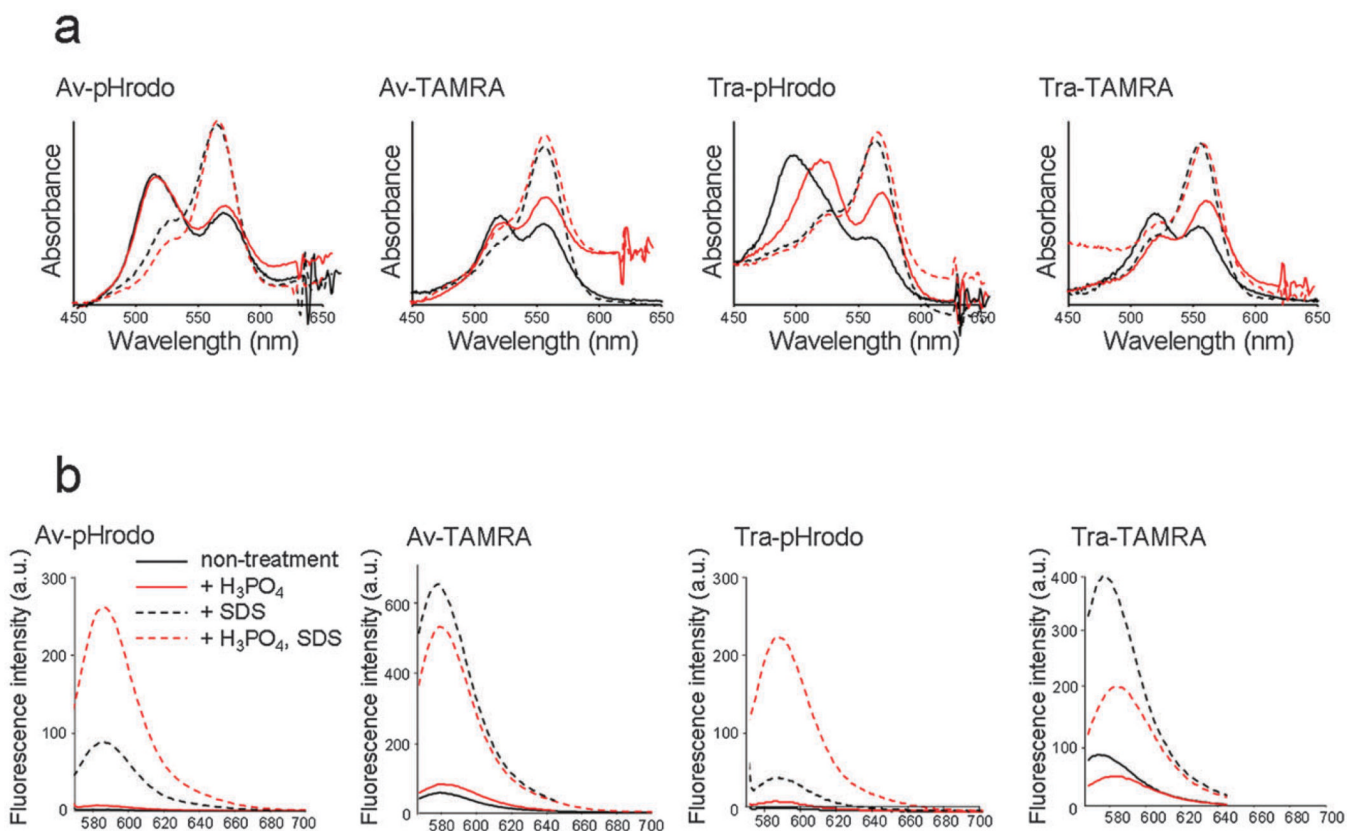 a
Av-pHrodo
Av-TAMRA
Tra-pHrodo
Tra-TAMRA
Absorbance
Absorbance
Absorbance
Absorbance
450 500 550 600 650
450 500 550 600 650
450 500 550 600 650
450 500 550 600 650
Wavelength (nm)
Wavelength (nm)
Wavelength (nm)
Wavelength (nm)
b
Av-pHrodo
Av-TAMRA
Tra-pHrodo
Tra-TAMRA
non-treatment
+ H₃PO₄
+ SDS
+ H₃PO₄, SDS
Fluorescence intensity (a.u.)
300
200
100
0
580 600 620 640 660 680 700
Fluorescence intensity (a.u.)
600
400
200
0
580 600 620 640 660 680 700
Fluorescence intensity (a.u.)
300
200
100
0
580 600 620 640 660 680 700
Fluorescence intensity (a.u.)
400
300
200
100
0
580 600 620 640 660 680 700